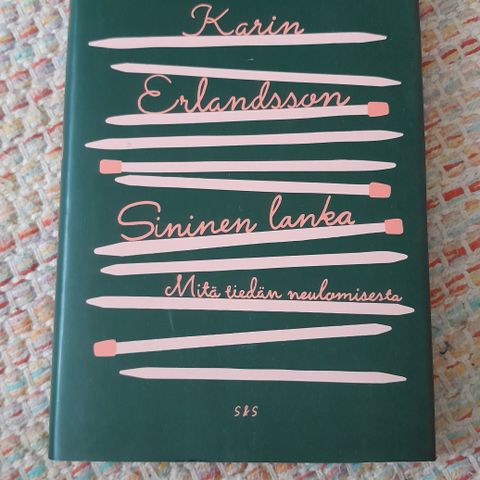 Karin
Erlandsson
Sininen lanka
Mitä tiedän neulomisesta
S&S